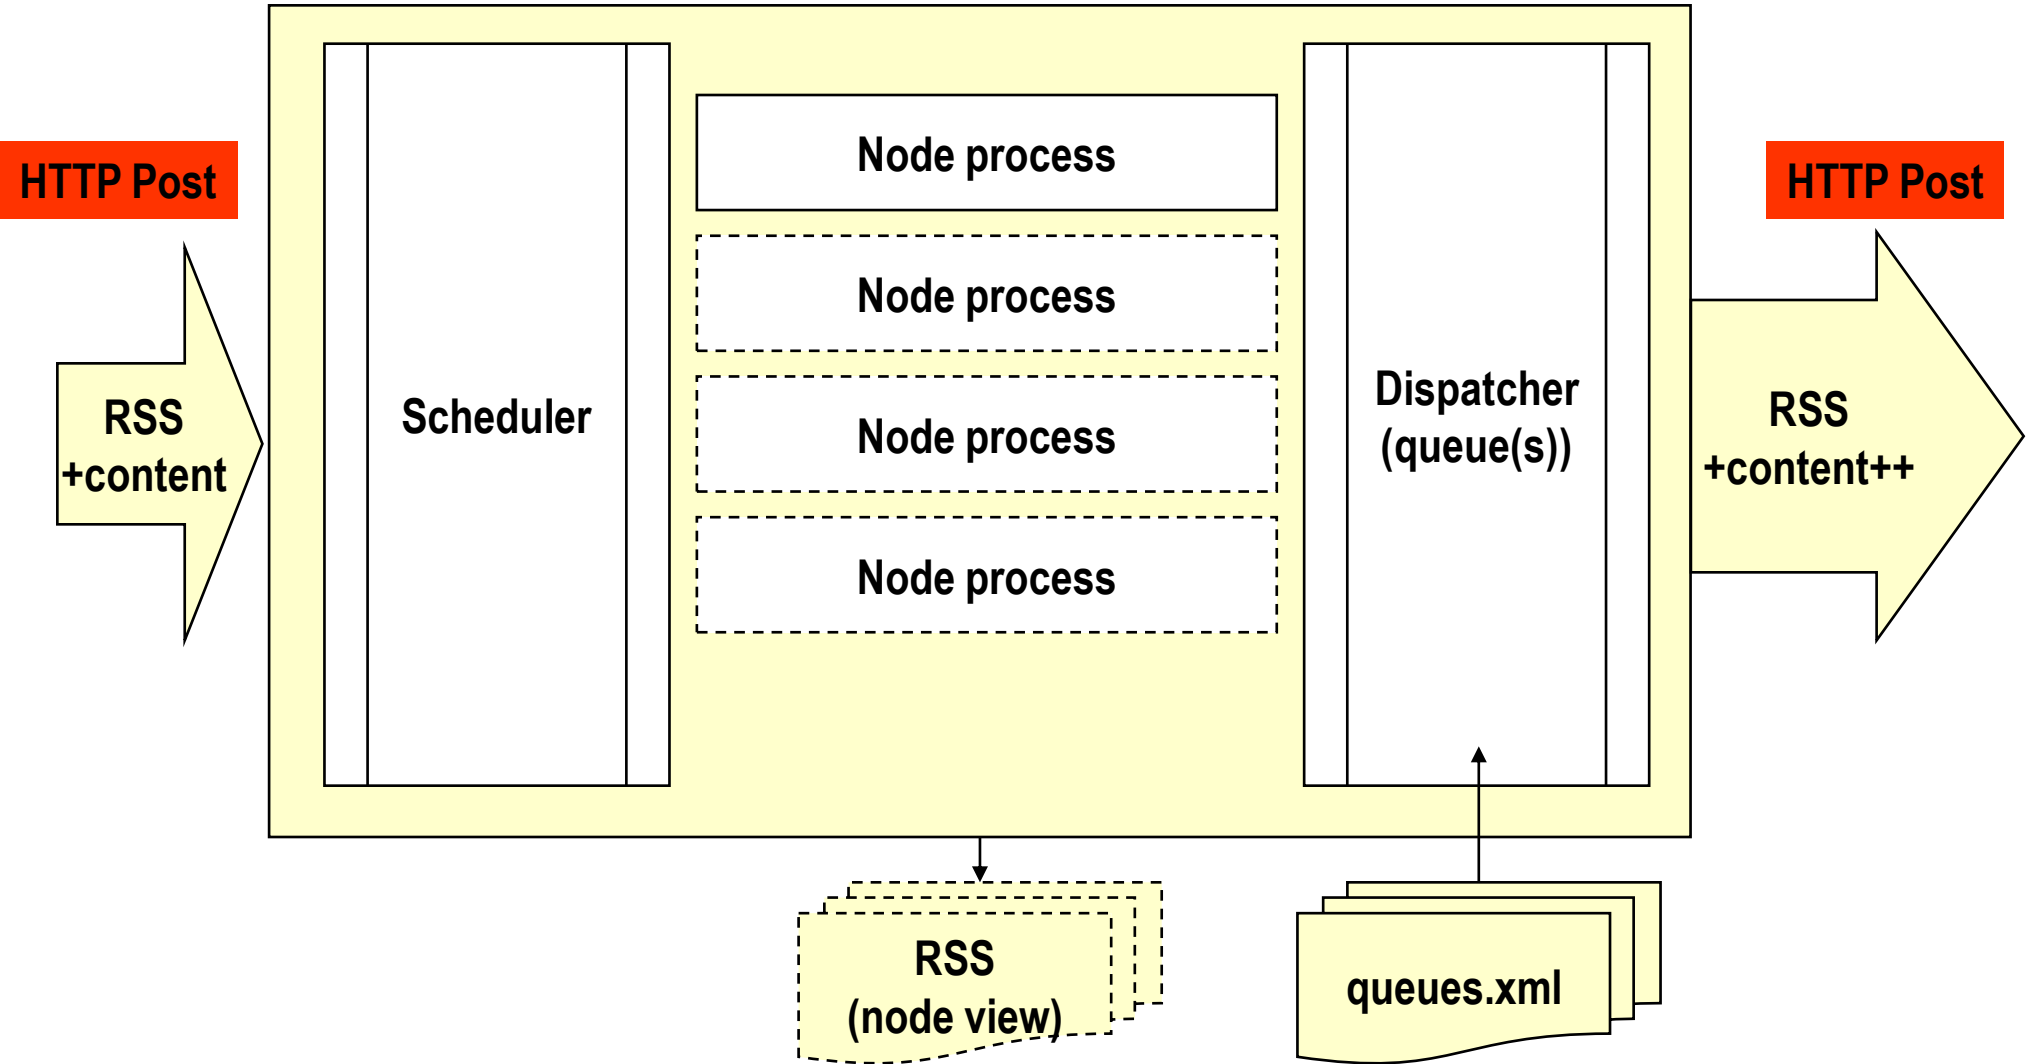 HTTP Post
RSS
+content
Scheduler
Node process
Node process
Node process
Node process
Dispatcher
(queue(s))
HTTP Post
RSS
+content++
RSS
(node view)
queues.xml